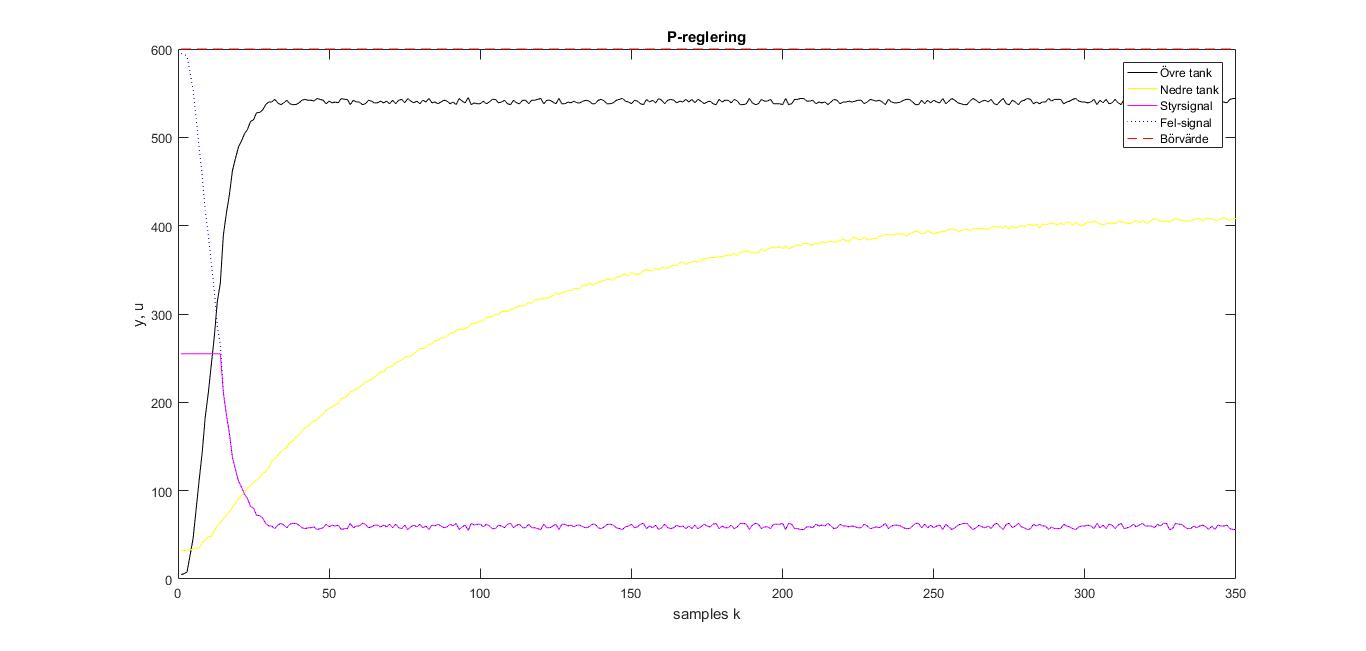 P-reglering
600
500
400
300
200
100
0
y, u
0 50 100 150 200 250 300 350
samples k
Övre tank
Nedre tank
Styrsignal
Fel-signal
Börvärde